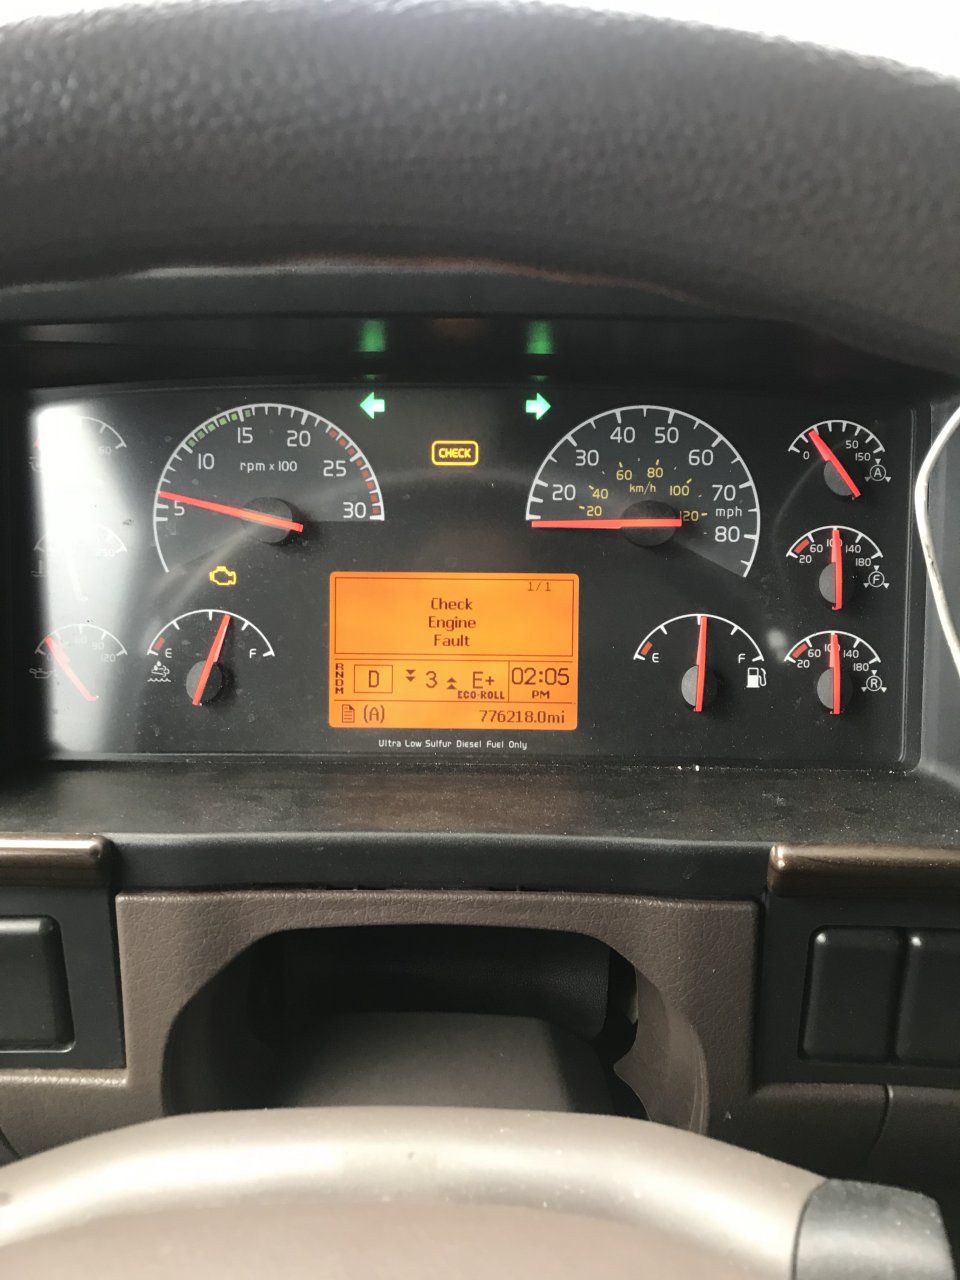 CHECK
60
5 10 15 20 25 30
rpm x 100
20 30 40 50 60 70 80
mph
20 40 60 80 100 120
km/h
0 50 150
A
20 60 100 140 180
F
E F
1/1
Check
Engine
Fault
RNDM
D 3 E+
ECO-ROLL
02:05
PM
(A) 776218.0mi
E F
20 60 100 140 180
R
120
Ultra Low Sulfur Diesel Fuel Only